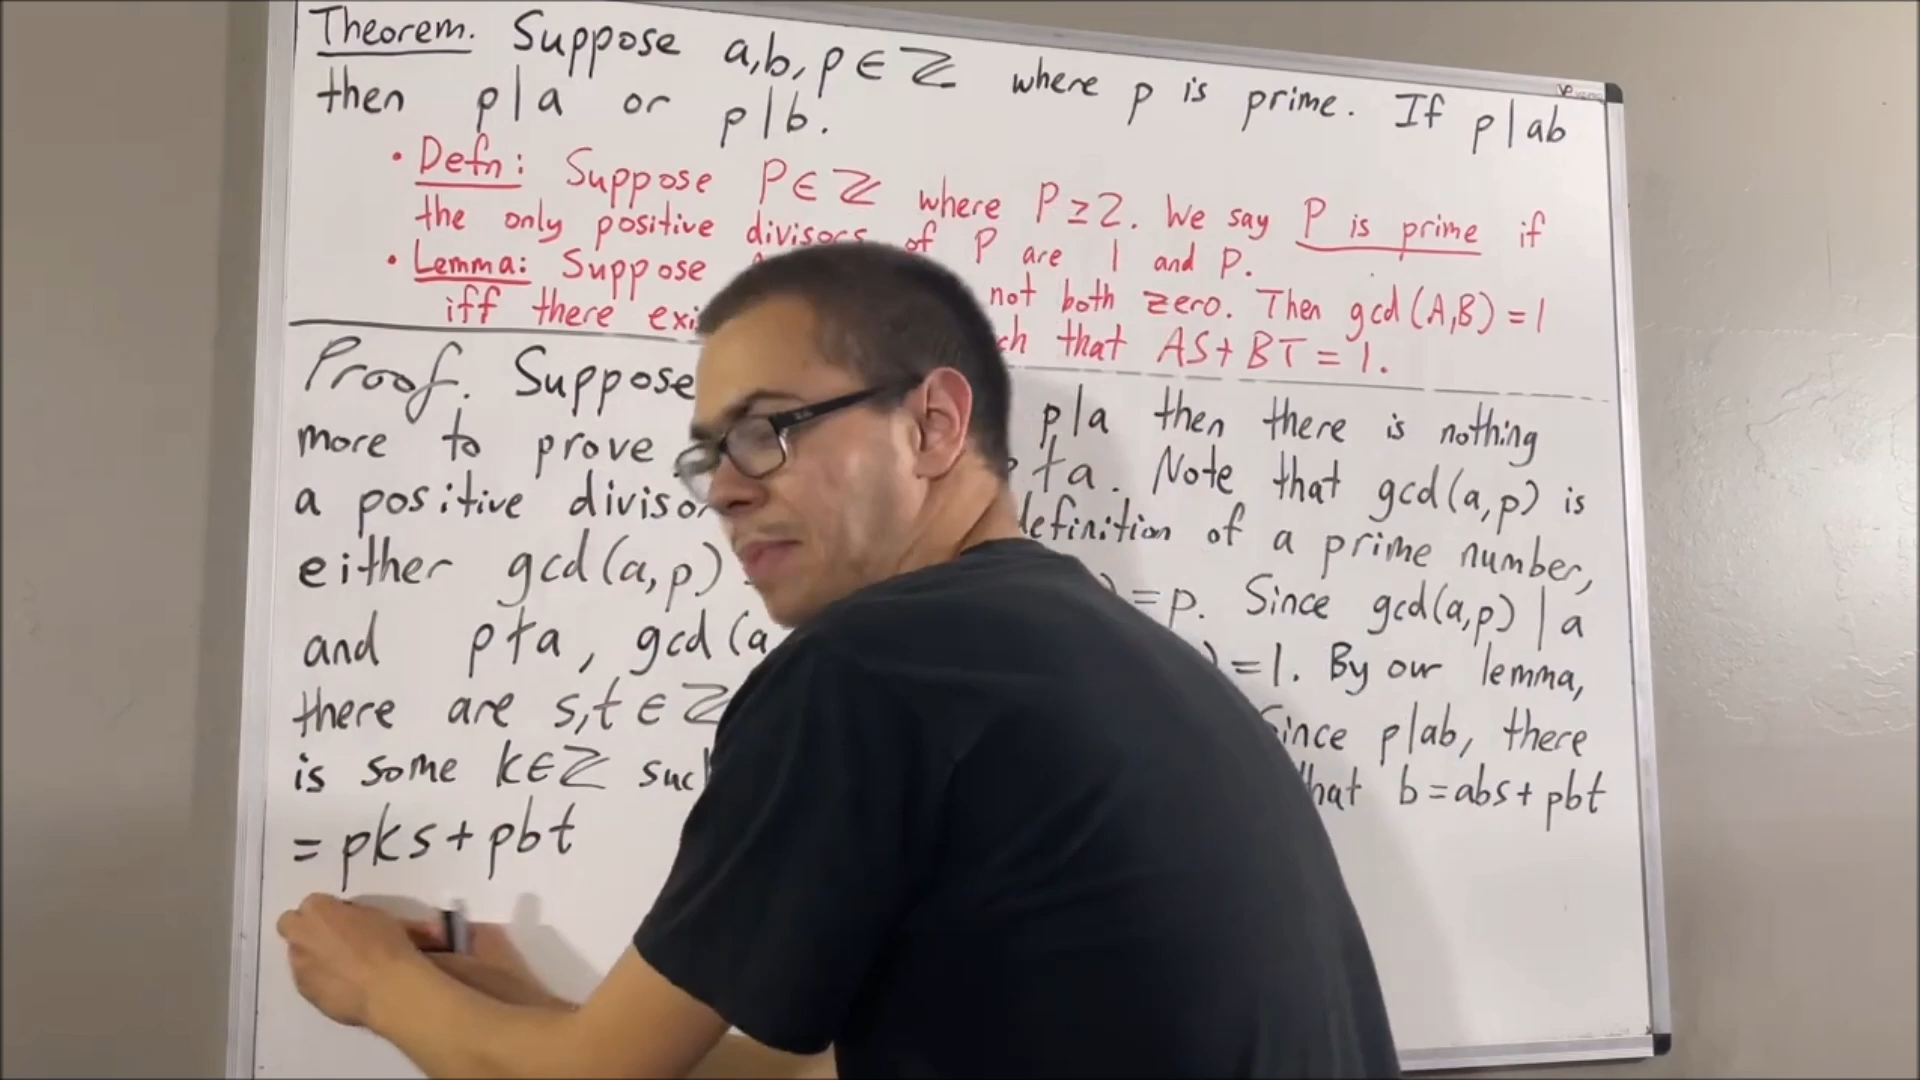 Theorem. Suppose a,b,p∈ℤ where p is prime. If p|ab
then p|a or p|b.
• Defn: Suppose P∈ℤ where P≥2. We say P is prime if
the only positive divisors of P are 1 and P.
• Lemma: Suppose not both zero. Then gcd(A,B)=1
iff there that AS+BT=1.
Proof. Suppose p|a then there is nothing
more to prove ∤a. Note that gcd(a,p) is
a positive definition of a prime number,
either gcd(a,p) =p. Since gcd(a,p)|a
and p∤a, gcd(a =1. By our lemma,
there are s,t∈ℤ Since p|ab, there
is some k∈ℤ that b=abs+pbt
=pks+pbt